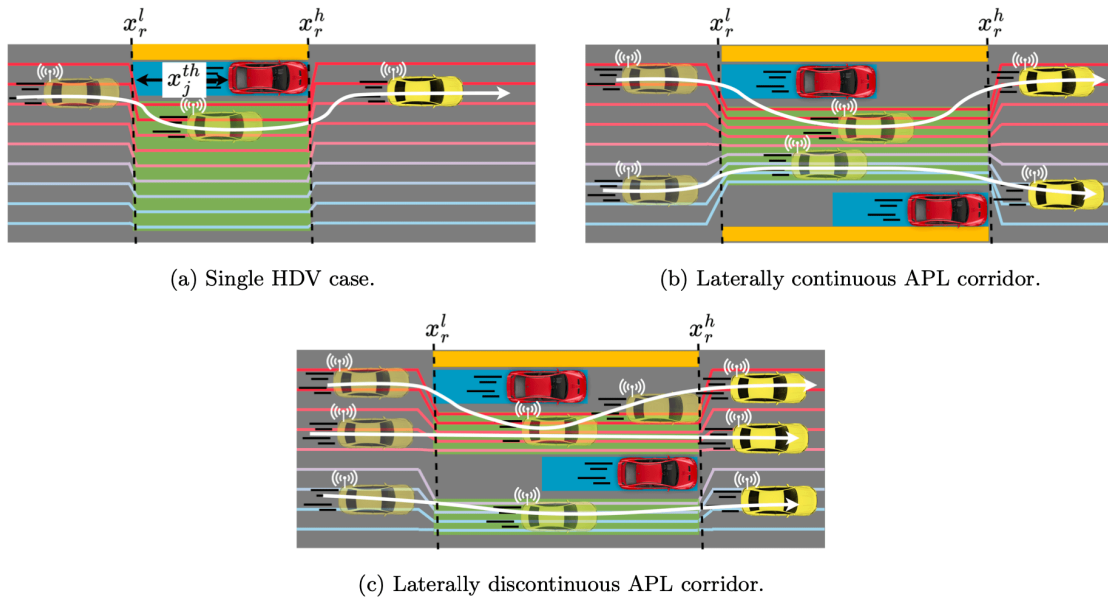 $x_r^l$ $x_r^h$ $x_r^l$ $x_r^h$
$x_j^{th}$
(a) Single HDV case.
(b) Laterally continuous APL corridor.
$x_r^l$ $x_r^h$
(c) Laterally discontinuous APL corridor.